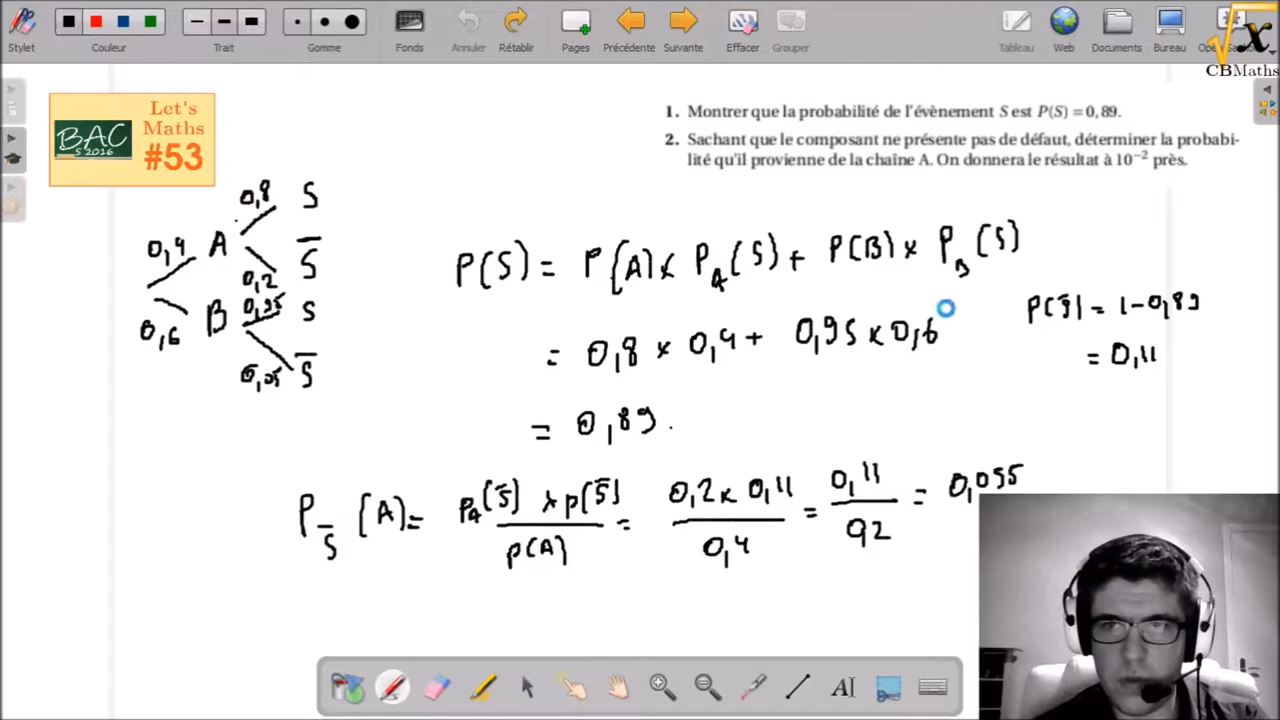 Stylet Couleur Trait Gomme Fonds Annuler Rétablir Pages Précédente Suivante Effacer Grouper Tableau Web Documents Bureau
√x
CBMaths
Let's
Maths
#53
BAC
S 2016
1. Montrer que la probabilité de l'évènement S est P(S) = 0,89.
2. Sachant que le composant ne présente pas de défaut, déterminer la probabi-
lité qu'il provienne de la chaîne A. On donnera le résultat à 10⁻² près.
0,8 S
0,4 A
S̄
0,2
0,6 B 0,95 S
0,05 S̄
P(S) = P(A) × P_A(S) + P(B) × P_B(S)
= 0,8 × 0,4 + 0,95 × 0,6
= 0,89.
P(S̄) = 1 - 0,89
= 0,11
P_S̄(A) = P_A(S̄) × p(S̄) / p(A) = 0,2 × 0,11 / 0,4 = 0,11 / 92 = 0,055
AI